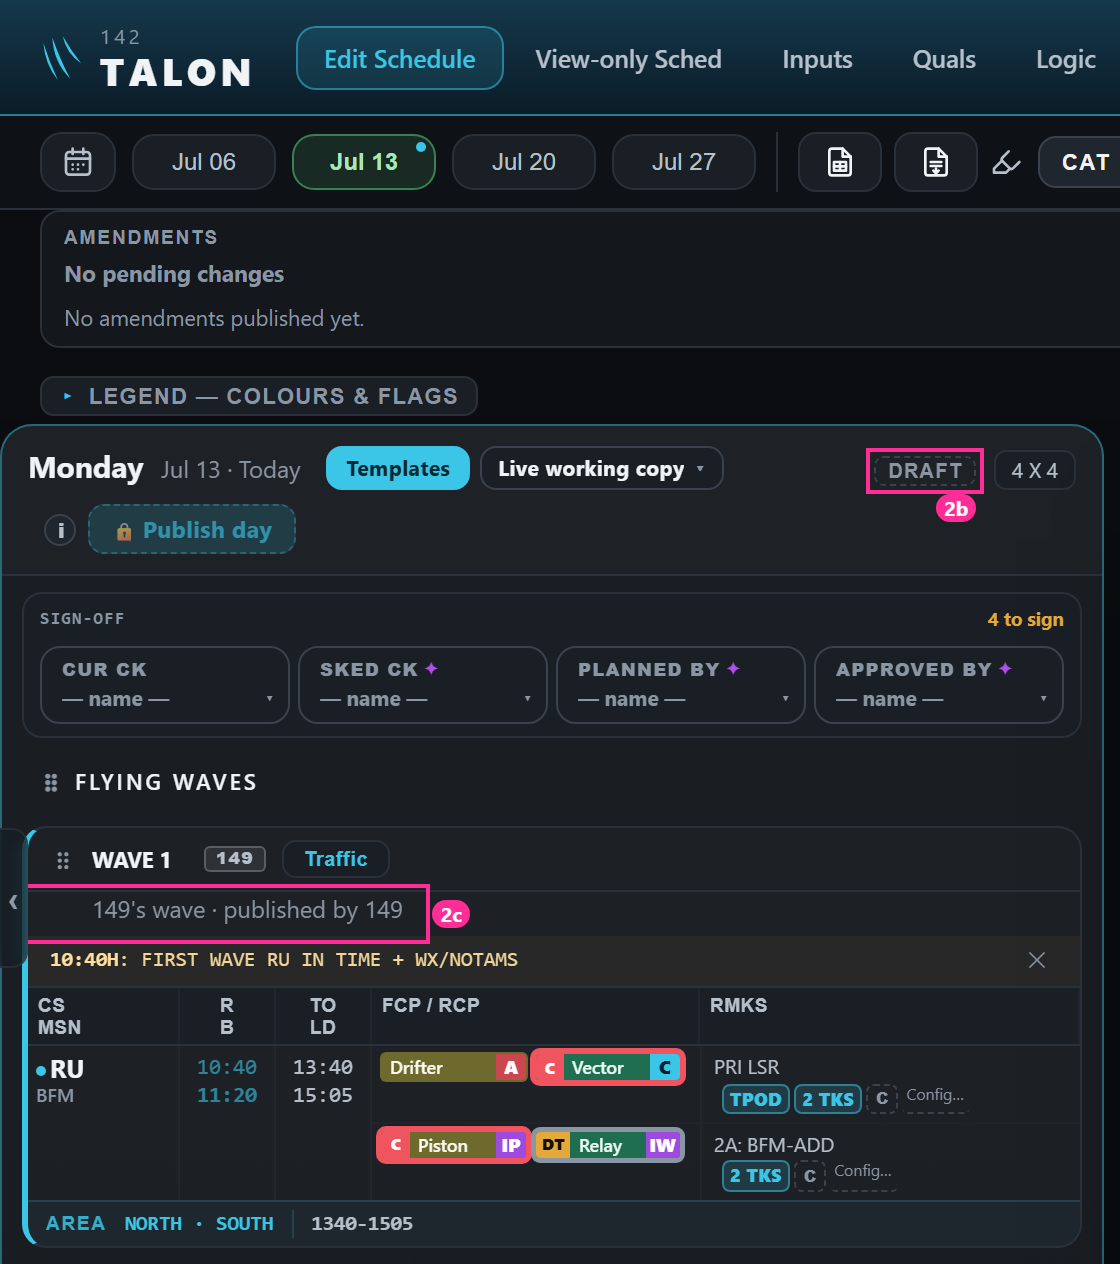 142
TALON
Edit Schedule
View-only Sched
Inputs
Quals
Logic
Jul 06
Jul 13
Jul 20
Jul 27
CAT
AMENDMENTS
No pending changes
No amendments published yet.
▸ LEGEND — COLOURS & FLAGS
Monday Jul 13 · Today
Templates
Live working copy ▾
DRAFT
4 X 4
2b
i
Publish day
SIGN-OFF
4 to sign
CUR CK
— name — ▾
SKED CK ✦
— name — ▾
PLANNED BY ✦
— name — ▾
APPROVED BY ✦
— name — ▾
FLYING WAVES
WAVE 1
149
Traffic
‹
149's wave · published by 149
2c
10:40H: FIRST WAVE RU IN TIME + WX/NOTAMS
CS
MSN
R
B
TO
LD
FCP / RCP
RMKS
RU
BFM
10:40
11:20
13:40
15:05
Drifter A
C Vector C
PRI LSR
TPOD 2 TKS C Config...
C Piston IP
DT Relay IW
2A: BFM-ADD
2 TKS C Config...
AREA NORTH · SOUTH 1340-1505